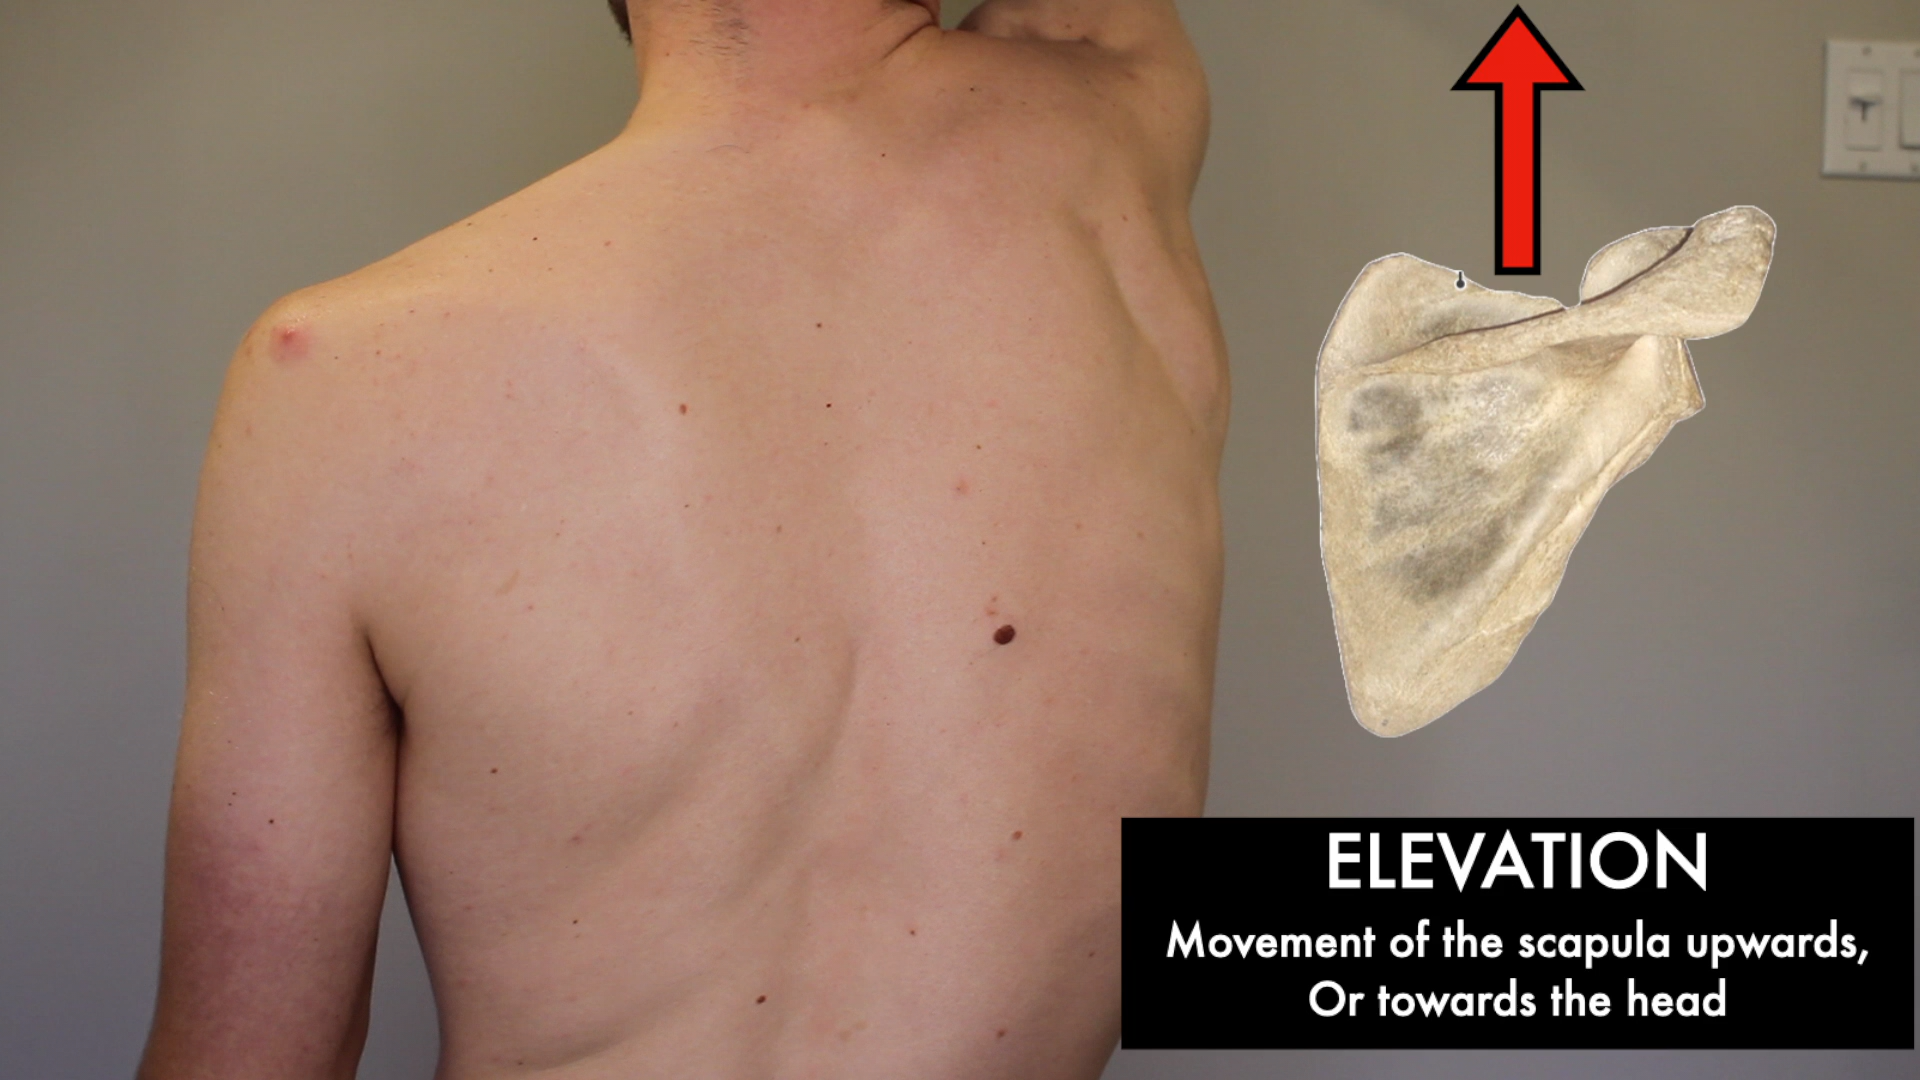 ELEVATION
Movement of the scapula upwards,
Or towards the head